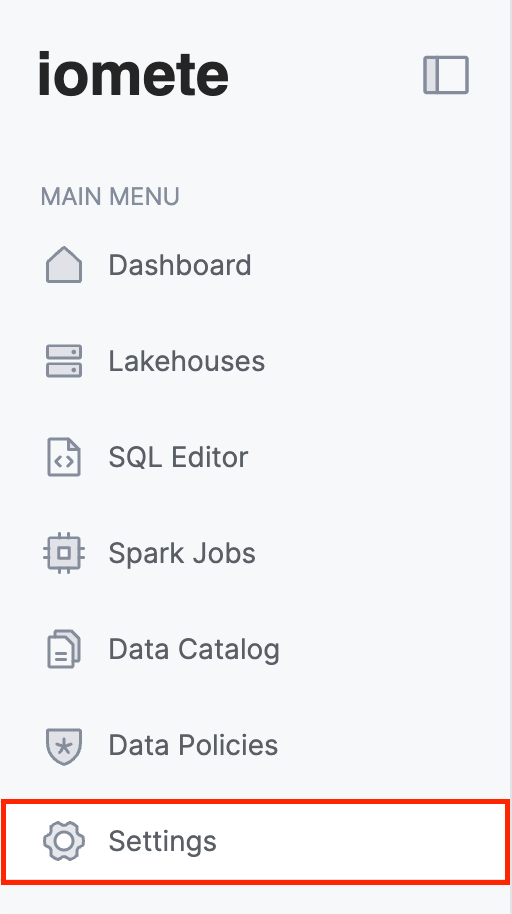 iomete
MAIN MENU
Dashboard
Lakehouses
SQL Editor
Spark Jobs
Data Catalog
Data Policies
Settings